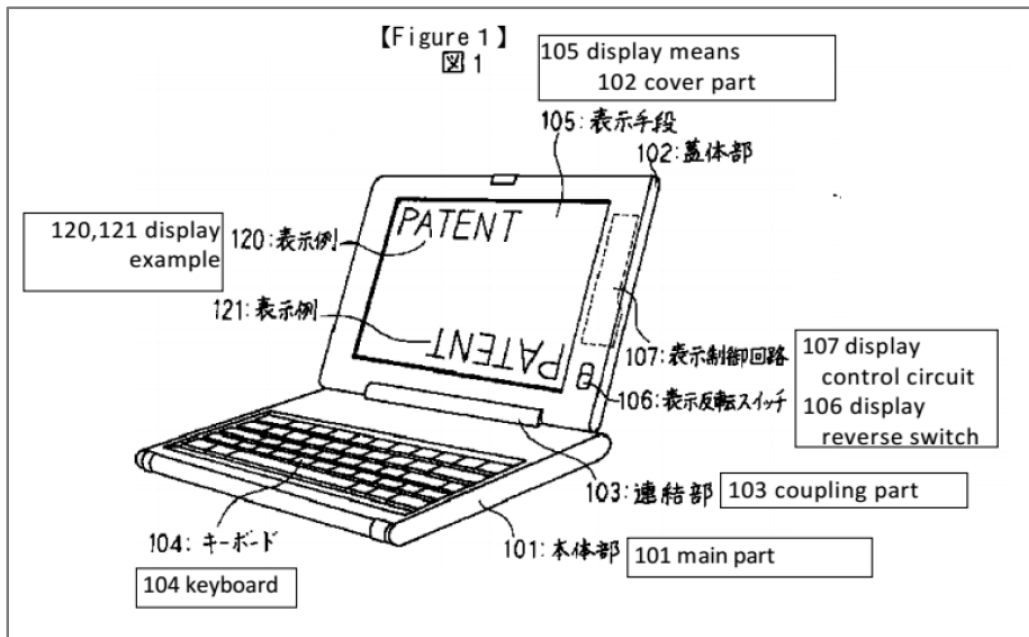 【Figure 1】
図1
105 display means
102 cover part
105:表示手段
102:蓋体部
PATENT
120,121 display
example
120:表示例
121:表示例
PATENT
107:表示制御回路
107 display
control circuit
106:表示反転スイッチ
106 display
reverse switch
103:連結部
103 coupling part
104:キーボード
104 keyboard
101:本体部
101 main part